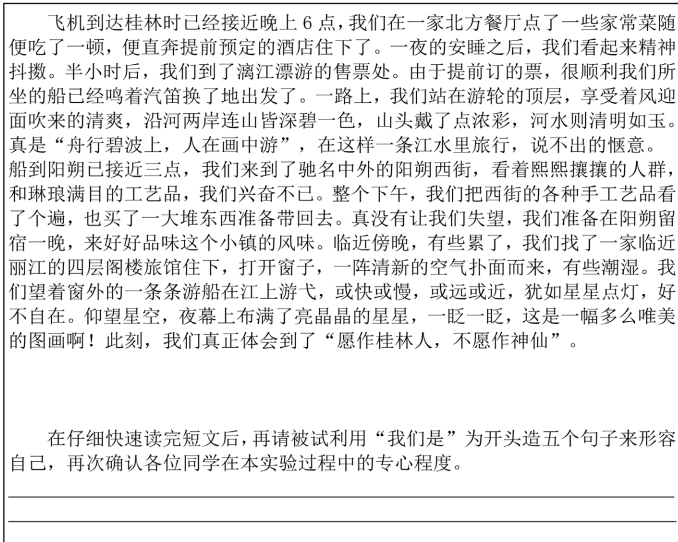 飞机到达桂林时已经接近晚上 6 点，我们在一家北方餐厅点了一些家常菜随
便吃了一顿，便直奔提前预定的酒店住下了。一夜的安睡之后，我们看起来精神
抖擞。半小时后，我们到了漓江漂游的售票处。由于提前订的票，很顺利我们所
坐的船已经鸣着汽笛换了地出发了。一路上，我们站在游轮的顶层，享受着风迎
面吹来的清爽，沿河两岸连山皆深碧一色，山头戴了点浓彩，河水则清明如玉。
真是“舟行碧波上，人在画中游”，在这样一条江水里旅行，说不出的惬意。
船到阳朔已接近三点，我们来到了驰名中外的阳朔西街，看着熙熙攘攘的人群，
和琳琅满目的工艺品，我们兴奋不已。整个下午，我们把西街的各种手工艺品看
了个遍，也买了一大堆东西准备带回去。真没有让我们失望，我们准备在阳朔留
宿一晚，来好好品味这个小镇的风味。临近傍晚，有些累了，我们找了一家临近
丽江的四层阁楼旅馆住下，打开窗子，一阵清新的空气扑面而来，有些潮湿。我
们望着窗外的一条条游船在江上游弋，或快或慢，或远或近，犹如星星点灯，好
不自在。仰望星空，夜幕上布满了亮晶晶的星星，一眨一眨，这是一幅多么唯美
的图画啊！此刻，我们真正体会到了“愿作桂林人，不愿作神仙”。
在仔细快速读完短文后，再请被试利用“我们是”为开头造五个句子来形容
自己，再次确认各位同学在本实验过程中的专心程度。